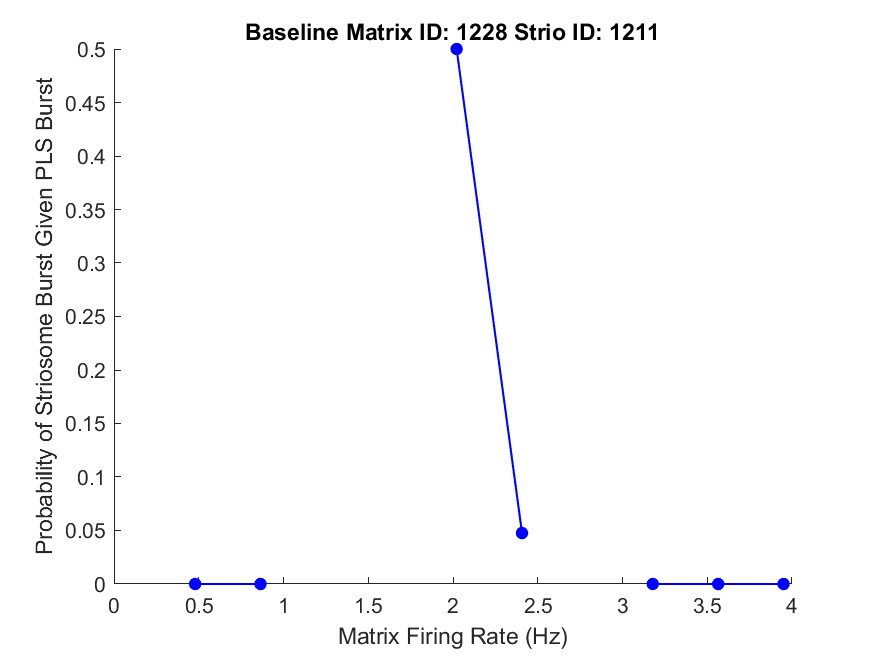 Baseline Matrix ID: 1228 Strio ID: 1211
Probability of Striosome Burst Given PLS Burst
0.5
0.45
0.4
0.35
0.3
0.25
0.2
0.15
0.1
0.05
0
0 0.5 1 1.5 2 2.5 3 3.5 4
Matrix Firing Rate (Hz)